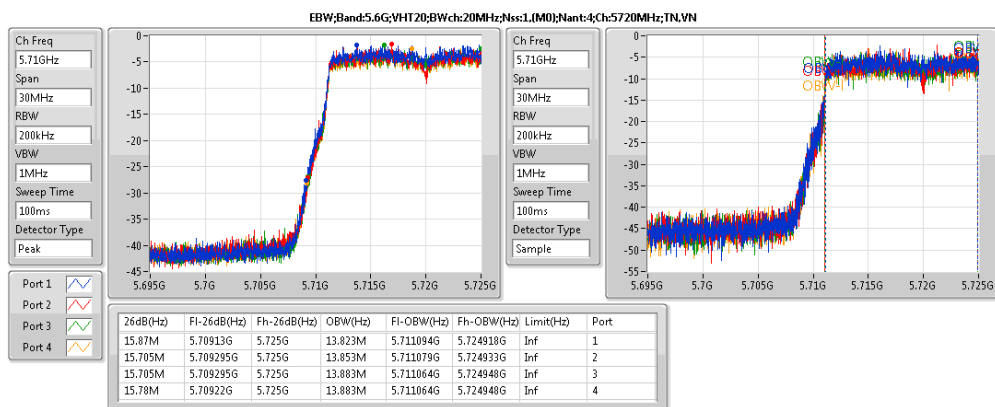 EBW;Band:5.6G;VHT20;BWch:20MHz;Nss:1,(M0);Nant:4;Ch:5720MHz;TN,VN
Ch Freq
5.71GHz
Span
30MHz
RBW
200kHz
VBW
1MHz
Sweep Time
100ms
Detector Type
Peak
0
-5
-10
-15
-20
-25
-30
-35
-40
-45
5.695G 5.7G 5.705G 5.71G 5.715G 5.72G 5.725G
Ch Freq
5.71GHz
Span
30MHz
RBW
200kHz
VBW
1MHz
Sweep Time
100ms
Detector Type
Sample
0
-5
-10
-15
-20
-25
-30
-35
-40
-45
-50
-55
5.695G 5.7G 5.705G 5.71G 5.715G 5.72G 5.725G
Port 1
Port 2
Port 3
Port 4
26dB(Hz) Fl-26dB(Hz) Fh-26dB(Hz) OBW(Hz) Fl-OBW(Hz) Fh-OBW(Hz) Limit(Hz) Port
15.87M 5.70913G 5.725G 13.823M 5.711094G 5.724918G Inf 1
15.705M 5.709295G 5.725G 13.853M 5.711079G 5.724933G Inf 2
15.705M 5.709295G 5.725G 13.883M 5.711064G 5.724948G Inf 3
15.78M 5.70922G 5.725G 13.883M 5.711064G 5.724948G Inf 4